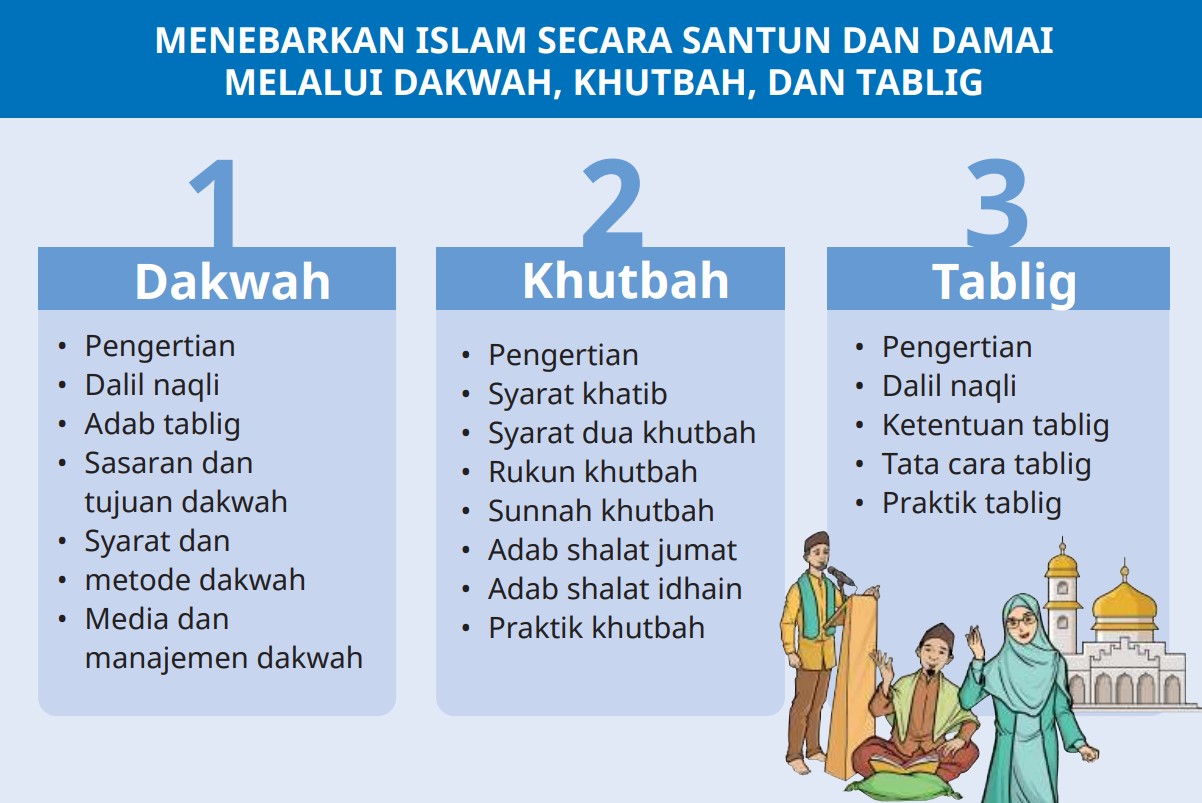 MENEBARKAN ISLAM SECARA SANTUN DAN DAMAI
MELALUI DAKWAH, KHUTBAH, DAN TABLIG
1
Dakwah
• Pengertian
• Dalil naqli
• Adab tablig
• Sasaran dan
tujuan dakwah
• Syarat dan
• metode dakwah
• Media dan
manajemen dakwah
2
Khutbah
• Pengertian
• Syarat khatib
• Syarat dua khutbah
• Rukun khutbah
• Sunnah khutbah
• Adab shalat jumat
• Adab shalat idhain
• Praktik khutbah
3
Tablig
• Pengertian
• Dalil naqli
• Ketentuan tablig
• Tata cara tablig
• Praktik tablig